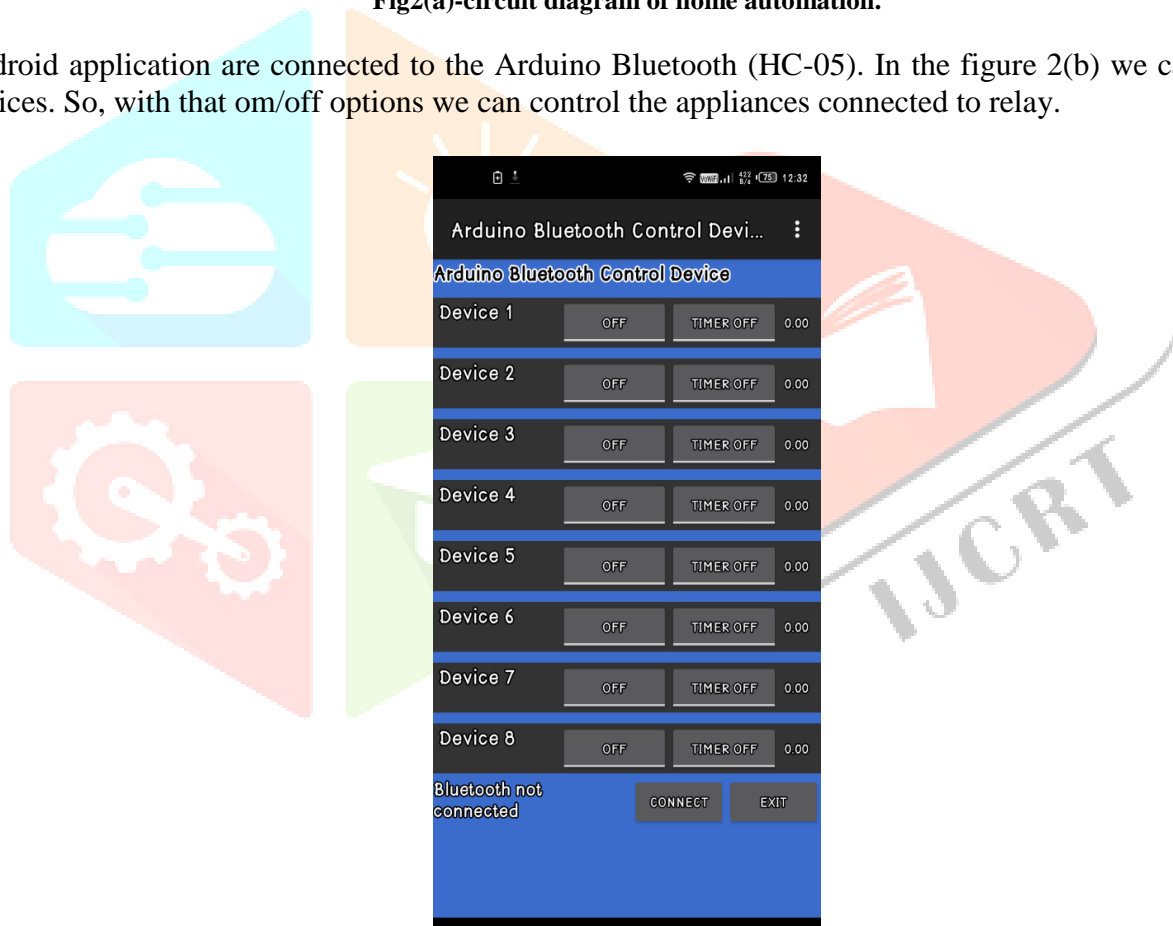 Fig2(a)-circuit diagram of home automation.
droid application are connected to the Arduino Bluetooth (HC-05). In the figure 2(b) we c
ices. So, with that om/off options we can control the appliances connected to relay.
422 B/s 75 12:32
Arduino Bluetooth Control Devi...
Arduino Bluetooth Control Device
Device 1 OFF TIMER OFF 0.00
Device 2 OFF TIMER OFF 0.00
Device 3 OFF TIMER OFF 0.00
Device 4 OFF TIMER OFF 0.00
Device 5 OFF TIMER OFF 0.00
Device 6 OFF TIMER OFF 0.00
Device 7 OFF TIMER OFF 0.00
Device 8 OFF TIMER OFF 0.00
Bluetooth not
connected CONNECT EXIT
IJCRT